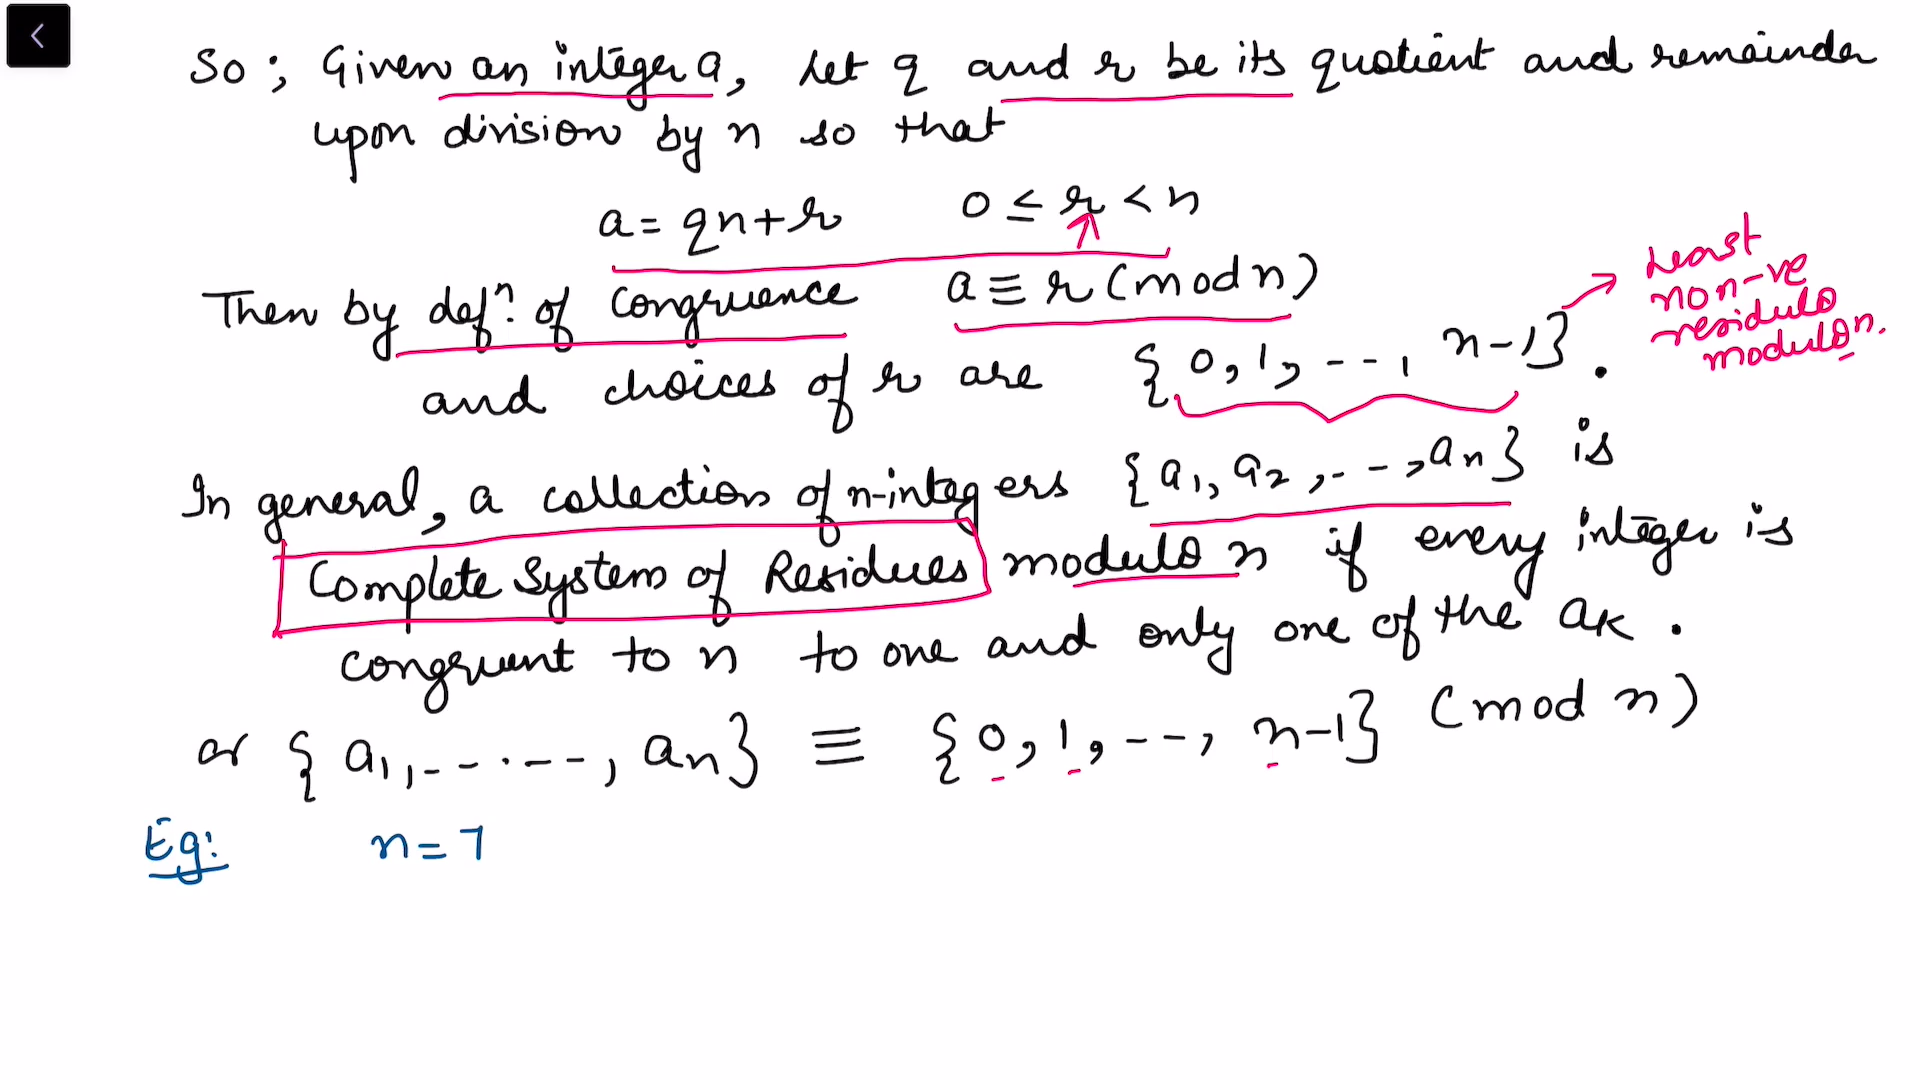 So ; Given an integer a, let q and r be its quotient and remainder
upon division by n so that
a = qn + r 0 ≤ r < n
Then by defⁿ. of Congruence a ≡ r (mod n)
and choices of r are {0, 1, ---, n-1}.
Least
non-ve
residulo
modulo n.
In general, a collection of n-integers {a₁, a₂, ---, aₙ} is
Complete System of Residues modulo n if every integer is
congruent to n to one and only one of the aₖ.
or {a₁, ------, aₙ} ≡ {0, 1, ---, n-1} (mod n)
Eg: n = 7